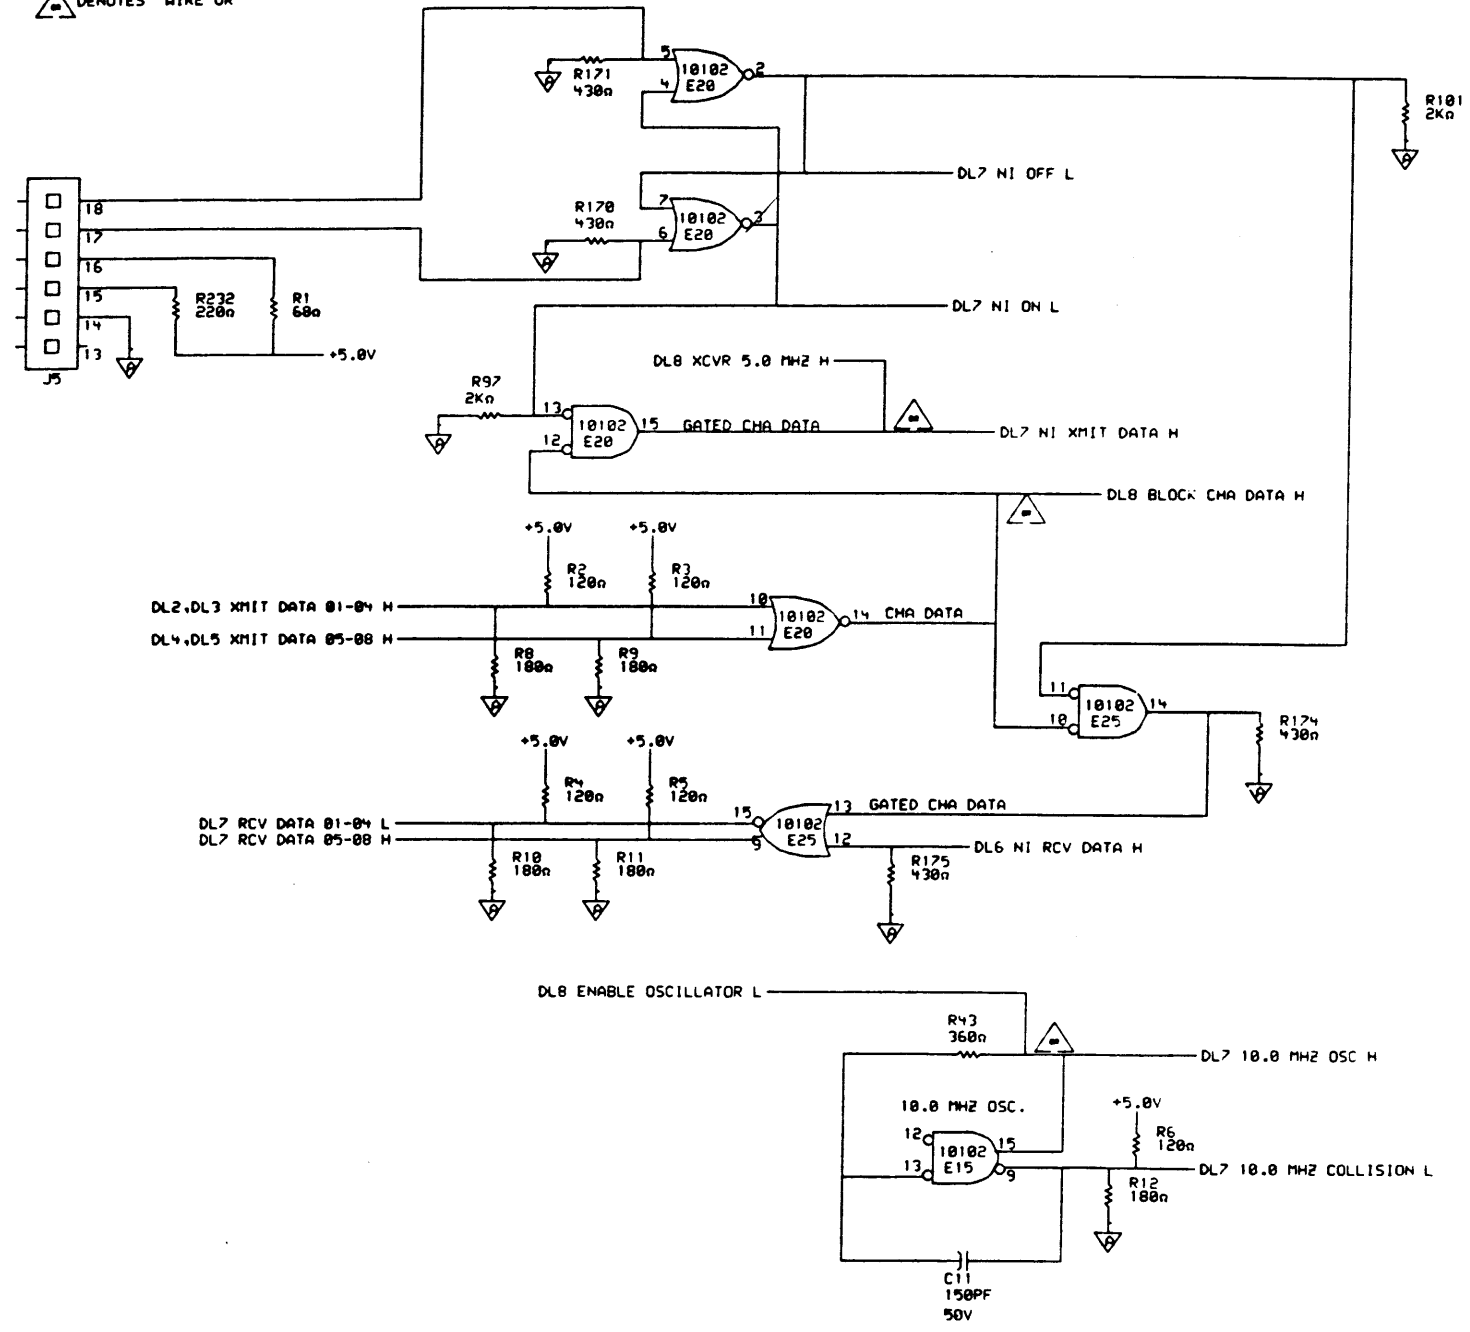 DENOTES "WIRE OR"
R171
430Ω
5
4
10102
E20
2
R101
2KΩ
DL7 NI OFF L
R170
430Ω
7
6
10102
E20
3
18
17
16
15
14
13
J5
R232
220Ω
R1
68Ω
+5.0V
DL7 NI ON L
DL8 XCVR 5.0 MHZ H
R97
2KΩ
13
12
10102
E20
15 GATED CHA DATA
DL7 NI XMIT DATA H
DL8 BLOCK CHA DATA H
+5.0V
+5.0V
R2
120Ω
R3
120Ω
DL2,DL3 XMIT DATA 01-04 H
DL4,DL5 XMIT DATA 05-08 H
10
11
10102
E20
14 CHA DATA
R8
180Ω
R9
180Ω
11
10
10102
E25
14
R174
430Ω
+5.0V
+5.0V
R4
120Ω
R5
120Ω
DL7 RCV DATA 01-04 L
DL7 RCV DATA 05-08 H
15
9
10102
E25
13 GATED CHA DATA
12
DL6 NI RCV DATA H
R10
180Ω
R11
180Ω
R175
430Ω
DL8 ENABLE OSCILLATOR L
R43
360Ω
DL7 10.0 MHZ OSC H
10.0 MHZ OSC.
+5.0V
R6
120Ω
12
13
10102
E15
15
9
DL7 10.0 MHZ COLLISION L
R12
180Ω
C11
150PF
50V